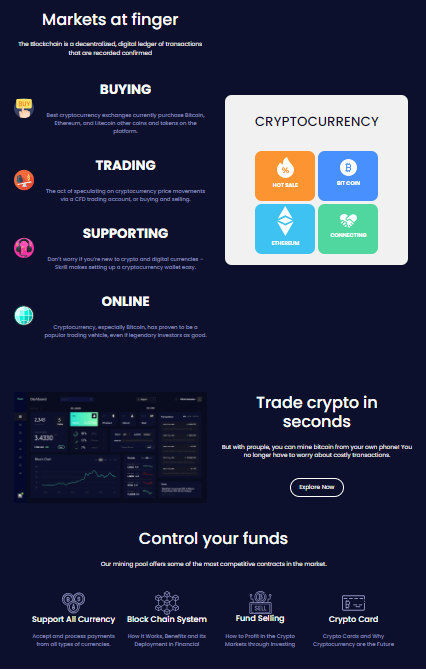 Markets at finger
The Blockchain is a decentralized, digital ledger of transactions
that are recorded confirmed
BUYING
BUY
Best cryptocurrency exchanges currently purchase Bitcoin,
Ethereum, and Litecoin other coins and tokens on the
platform.
TRADING
The act of speculating on cryptocurrency price movements
via a CFD trading account, or buying and selling.
SUPPORTING
Don't worry if you're new to crypto and digital currencies –
Skrill makes setting up a cryptocurrency wallet easy.
ONLINE
Cryptocurrency, especially Bitcoin, has proven to be a
popular trading vehicle, even if legendary investors as good.
CRYPTOCURRENCY
HOT SALE
BIT COIN
ETHEREUM
CONNECTING
Dashboard
2,345
3
3.4330
Trade crypto in
seconds
But with prouple, you can mine bitcoin from your own phone! You
no longer have to worry about costly transactions.
Explore Now
Control your funds
Our mining pool offers some of the most competitive contracts in the market.
SELL
Support All Currency
Accept and process payments
from all types of currencies.
Block Chain System
How it Works, Benefits and Its
Deployment in Financial
Fund Selling
How to Profit in the Crypto
Markets through Investing
Crypto Card
Crypto Cards and Why
Cryptocurrency are the Future